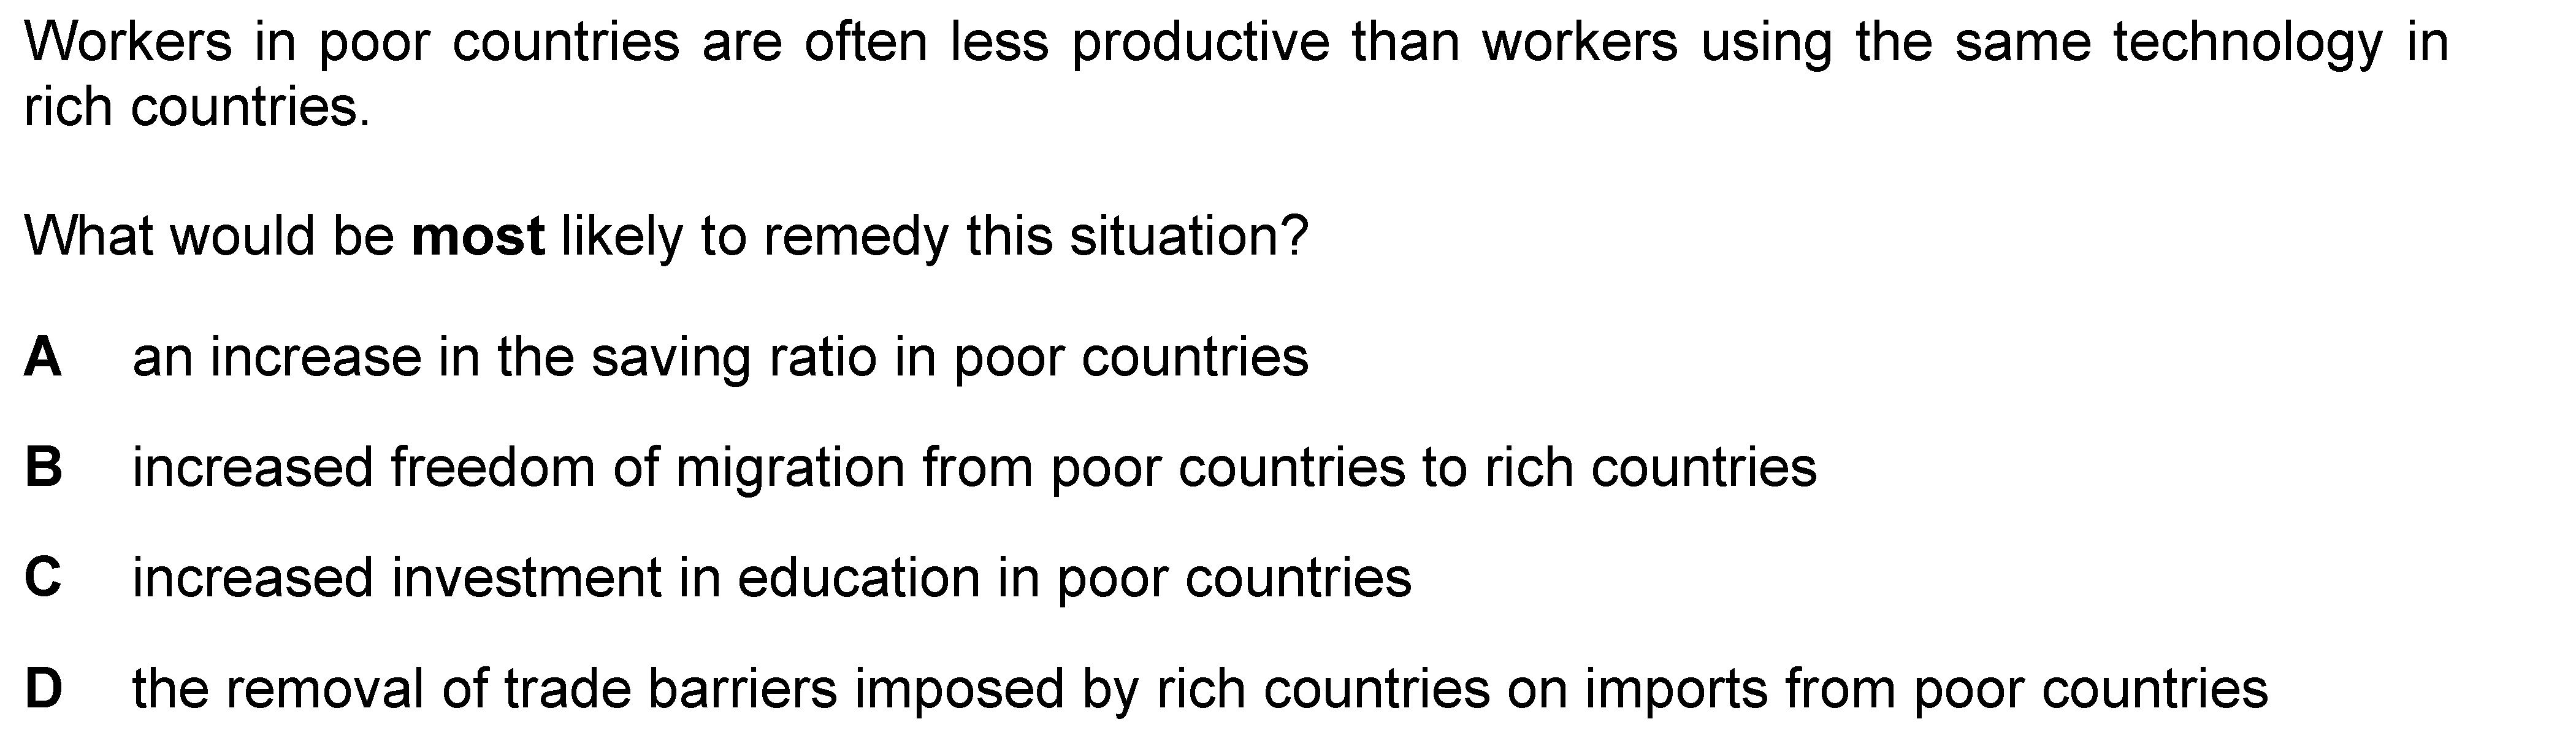 Workers in poor countries are often less productive than workers using the same technology in
rich countries.
What would be most likely to remedy this situation?
A an increase in the saving ratio in poor countries
B increased freedom of migration from poor countries to rich countries
C increased investment in education in poor countries
D the removal of trade barriers imposed by rich countries on imports from poor countries